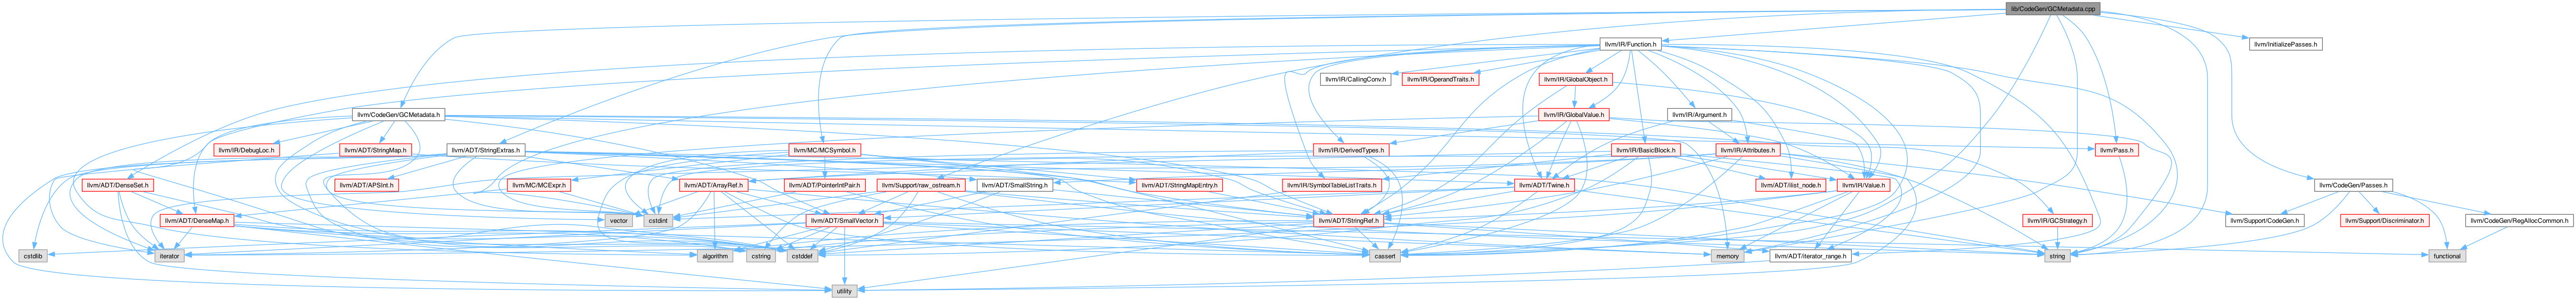 lib/CodeGen/GCMetadata.cpp
llvm/IR/Function.h
llvm/InitializePasses.h
llvm/IR/CallingConv.h
llvm/IR/OperandTraits.h
llvm/IR/GlobalObject.h
llvm/CodeGen/GCMetadata.h
llvm/IR/GlobalValue.h
llvm/IR/Argument.h
llvm/IR/DebugLoc.h
llvm/ADT/StringMap.h
llvm/ADT/StringExtras.h
llvm/MC/MCSymbol.h
llvm/IR/DerivedTypes.h
llvm/IR/BasicBlock.h
llvm/IR/Attributes.h
llvm/Pass.h
llvm/ADT/DenseSet.h
llvm/ADT/APSInt.h
llvm/MC/MCExpr.h
llvm/ADT/ArrayRef.h
llvm/ADT/PointerIntPair.h
llvm/Support/raw_ostream.h
llvm/ADT/SmallString.h
llvm/ADT/StringMapEntry.h
llvm/IR/SymbolTableListTraits.h
llvm/ADT/Twine.h
llvm/ADT/ilist_node.h
llvm/IR/Value.h
llvm/CodeGen/Passes.h
llvm/ADT/DenseMap.h
vector
cstdint
llvm/ADT/SmallVector.h
llvm/ADT/StringRef.h
llvm/IR/GCStrategy.h
llvm/Support/CodeGen.h
llvm/Support/Discriminator.h
llvm/CodeGen/RegAllocCommon.h
cstdlib
iterator
algorithm
cstring
cstddef
cassert
memory
llvm/ADT/iterator_range.h
string
functional
utility